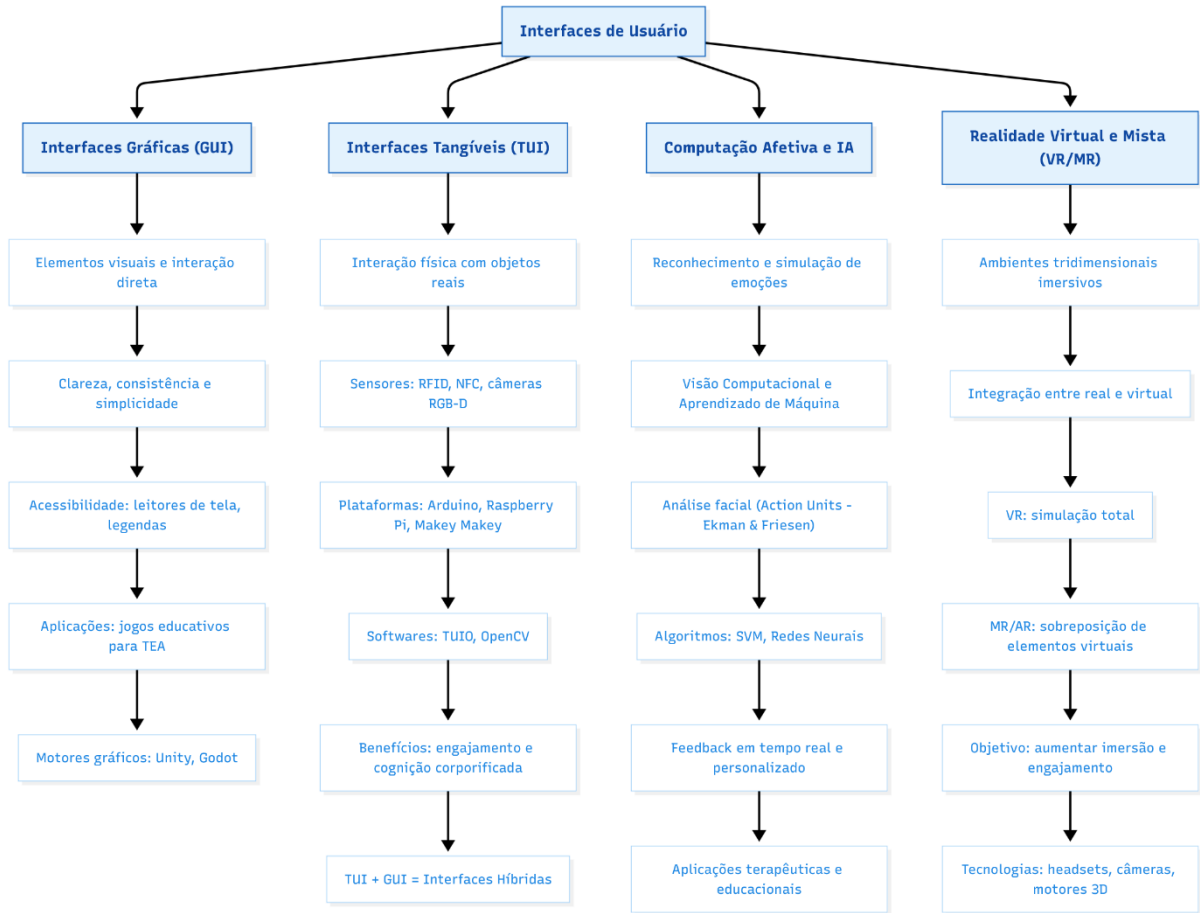 Interfaces de Usuário
Interfaces Gráficas (GUI)
Elementos visuais e interação
direta
Clareza, consistência e
simplicidade
Acessibilidade: leitores de tela,
legendas
Aplicações: jogos educativos
para TEA
Motores gráficos: Unity, Godot
Interfaces Tangíveis (TUI)
Interação física com objetos
reais
Sensores: RFID, NFC, câmeras
RGB-D
Plataformas: Arduino, Raspberry
Pi, Makey Makey
Softwares: TUIO, OpenCV
Benefícios: engajamento e
cognição corporificada
TUI + GUI = Interfaces Híbridas
Computação Afetiva e IA
Reconhecimento e simulação de
emoções
Visão Computacional e
Aprendizado de Máquina
Análise facial (Action Units -
Ekman & Friesen)
Algoritmos: SVM, Redes Neurais
Feedback em tempo real e
personalizado
Aplicações terapêuticas e
educacionais
Realidade Virtual e Mista
(VR/MR)
Ambientes tridimensionais
imersivos
Integração entre real e virtual
VR: simulação total
MR/AR: sobreposição de
elementos virtuais
Objetivo: aumentar imersão e
engajamento
Tecnologias: headsets, câmeras,
motores 3D